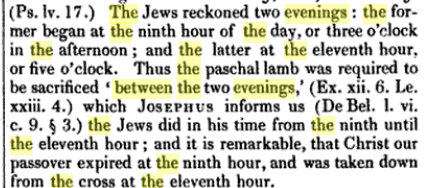 (Ps. lv. 17.) The Jews reckoned two evenings : the for-
mer began at the ninth hour of the day, or three o'clock
in the afternoon ; and the latter at the eleventh hour,
or five o'clock. Thus the paschal lamb was required to
be sacrificed ‘ between the two evenings,’ (Ex. xii. 6. Le.
xxiii. 4.) which JOSEPHUS informs us (De Bel. l. vi.
c. 9. § 3.) the Jews did in his time from the ninth until
the eleventh hour ; and it is remarkable, that Christ our
passover expired at the ninth hour, and was taken down
from the cross at the eleventh hour.